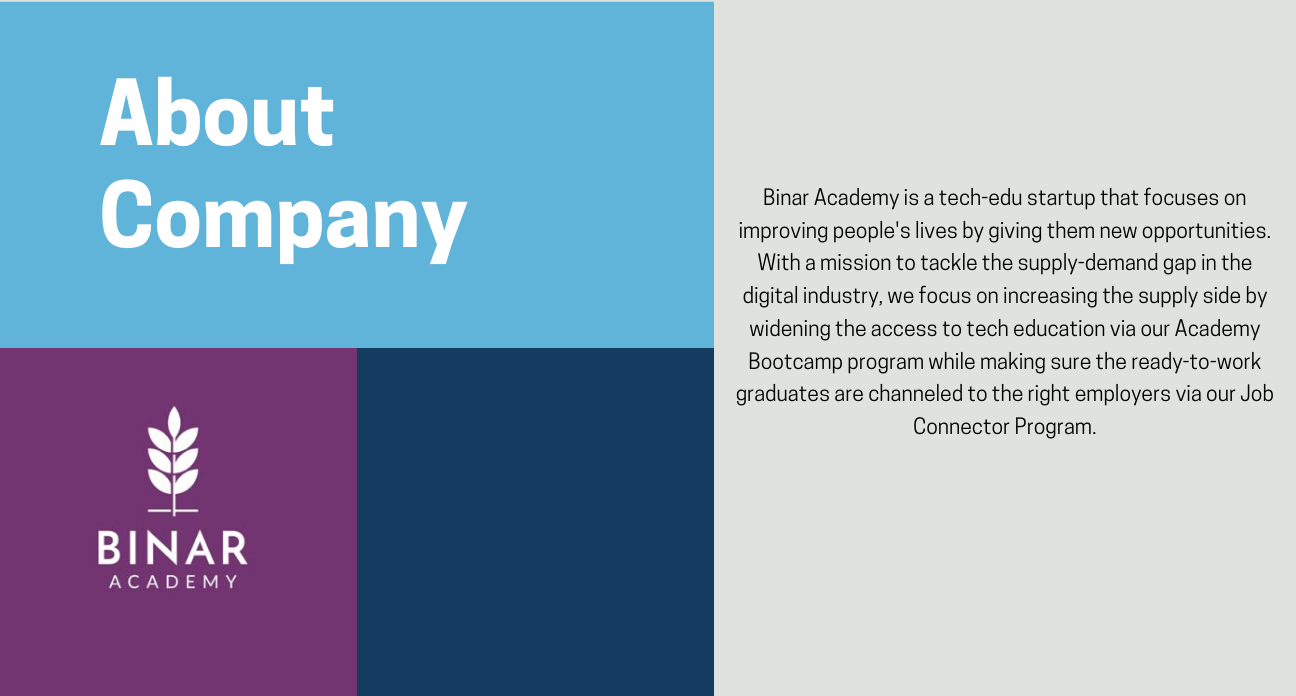 About
Company
BINAR
ACADEMY
Binar Academy is a tech-edu startup that focuses on
improving people's lives by giving them new opportunities.
With a mission to tackle the supply-demand gap in the
digital industry, we focus on increasing the supply side by
widening the access to tech education via our Academy
Bootcamp program while making sure the ready-to-work
graduates are channeled to the right employers via our Job
Connector Program.